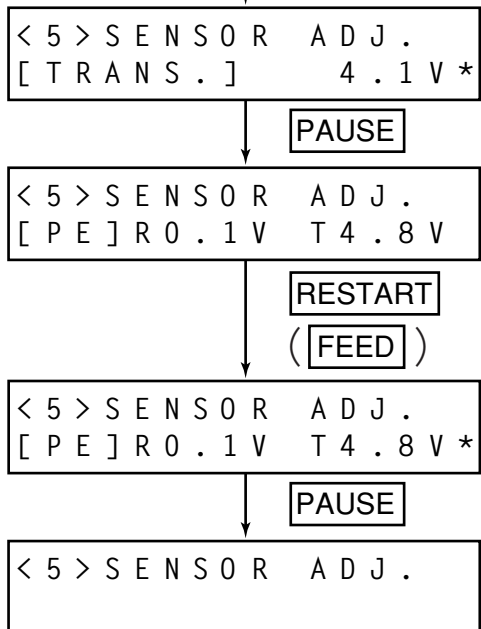 <5>SENSOR ADJ.
[TRANS.] 4.1V*
PAUSE
<5>SENSOR ADJ.
[PE]R0.1V T4.8V
RESTART
(FEED)
<5>SENSOR ADJ.
[PE]R0.1V T4.8V*
PAUSE
<5>SENSOR ADJ.